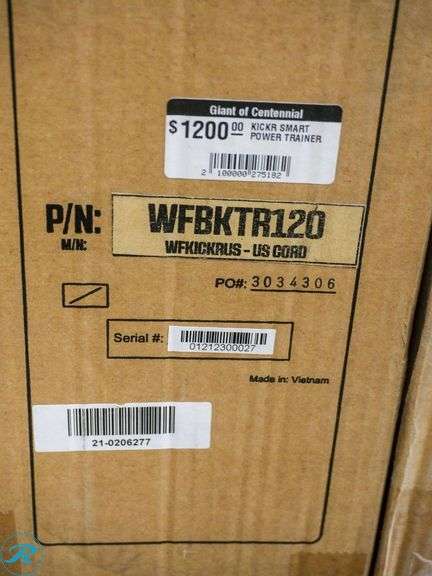 Giant of Centennial
$1200 00 KICKR SMART
POWER TRAINER
2 100000 275182
P/N: WFBKTR120
M/N: WFKICKRUS - US CORD
PO#: 3034306
Serial #: 01212300027
Made in: Vietnam
21-0206277
R